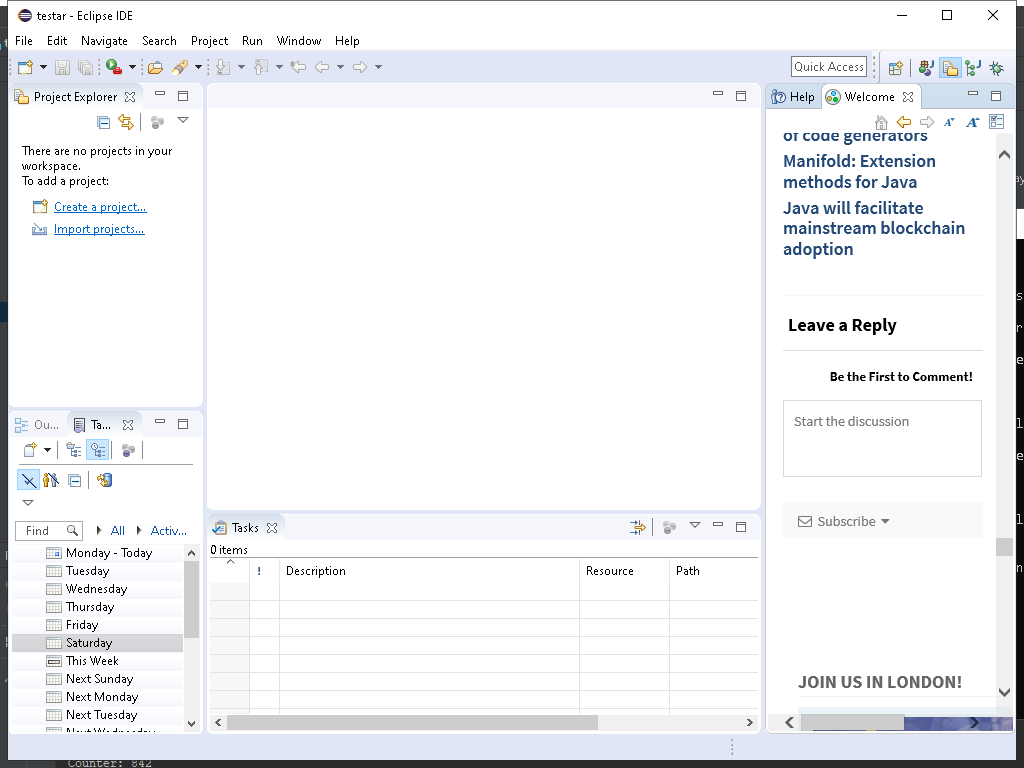 testar - Eclipse IDE
File Edit Navigate Search Project Run Window Help
Quick Access
Project Explorer
There are no projects in your
workspace.
To add a project:
Create a project...
Import projects...
Help Welcome
of code generators
Manifold: Extension
methods for Java
Java will facilitate
mainstream blockchain
adoption
Leave a Reply
Be the First to Comment!
Start the discussion
Subscribe
JOIN US IN LONDON!
Ou... Ta...
Find All Activ...
Monday - Today
Tuesday
Wednesday
Thursday
Friday
Saturday
This Week
Next Sunday
Next Monday
Next Tuesday
Next Wednesday
Tasks
0 items
! Description Resource Path
Counter: 842